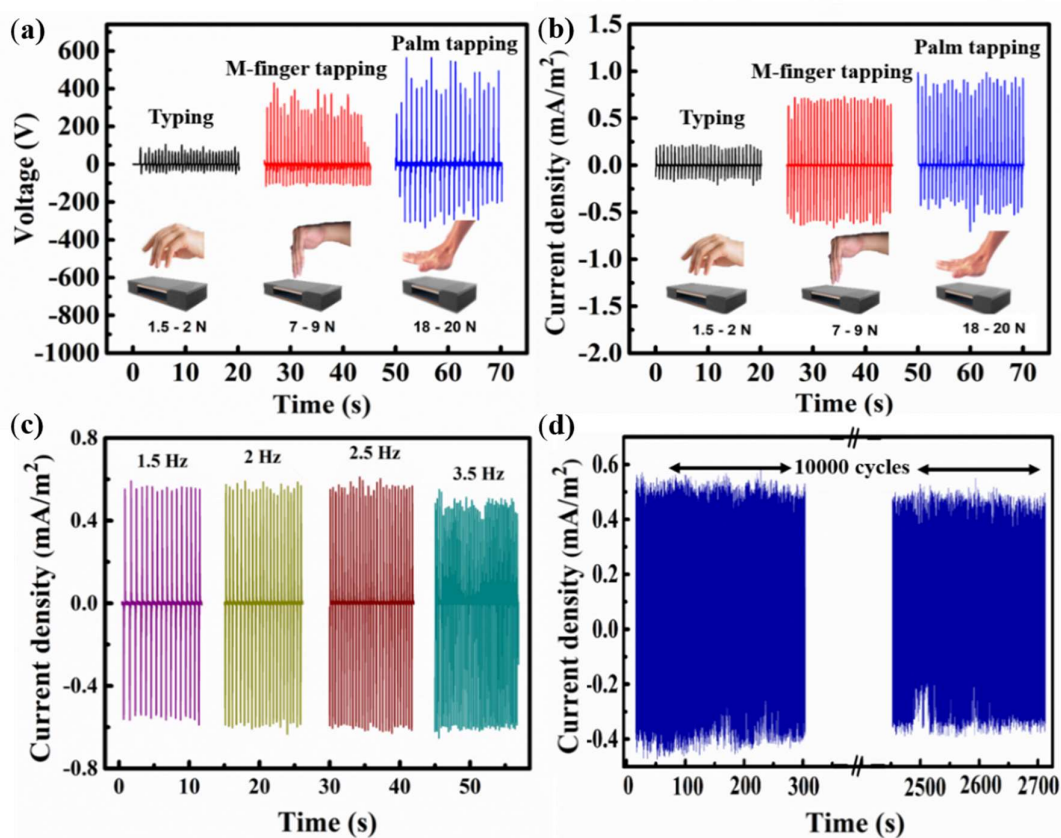 (a)
Voltage (V)
600
400
200
0
-200
-400
-600
-800
-1000
Typing
M-finger tapping
Palm tapping
1.5 - 2 N
7 - 9 N
18 - 20 N
0 10 20 30 40 50 60 70
Time (s)
(b)
Current density (mA/m²)
1.5
1.0
0.5
0.0
-0.5
-1.0
-1.5
-2.0
Typing
M-finger tapping
Palm tapping
1.5 - 2 N
7 - 9 N
18 - 20 N
0 10 20 30 40 50 60 70
Time (s)
(c)
Current density (mA/m²)
0.8
0.4
0.0
-0.4
-0.8
1.5 Hz
2 Hz
2.5 Hz
3.5 Hz
0 10 20 30 40 50
Time (s)
(d)
Current density (mA/m²)
0.6
0.4
0.2
0.0
-0.2
-0.4
10000 cycles
0 100 200 300 2500 2600 2700
Time (s)